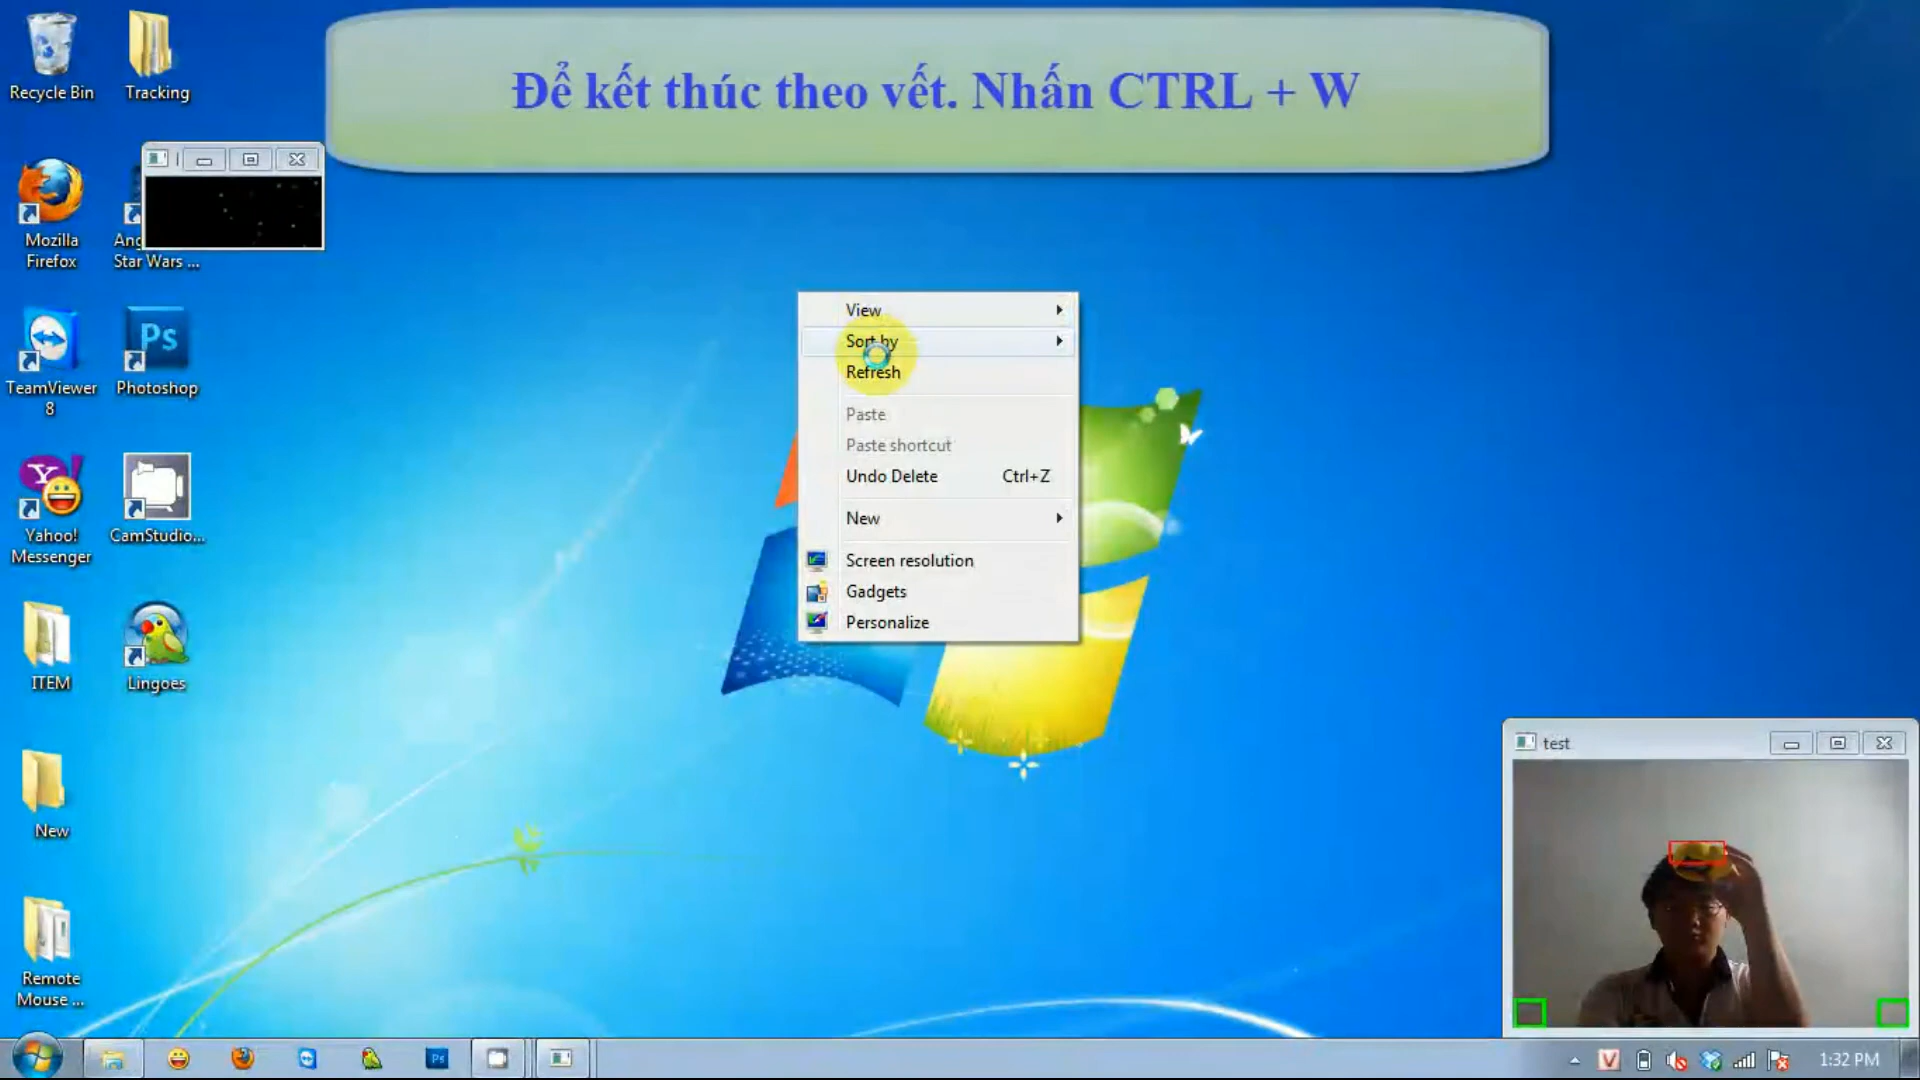 Để kết thúc theo vết. Nhấn CTRL + W
Recycle Bin
Tracking
Mozilla
Firefox
Star Wars ...
TeamViewer
8
Ps
Photoshop
Yahoo!
Messenger
CamStudio...
ITEM
Lingoes
New
Remote
Mouse ...
View
Sort by
Refresh
Paste
Paste shortcut
Undo Delete Ctrl+Z
New
Screen resolution
Gadgets
Personalize
test
Ps
V
1:32 PM